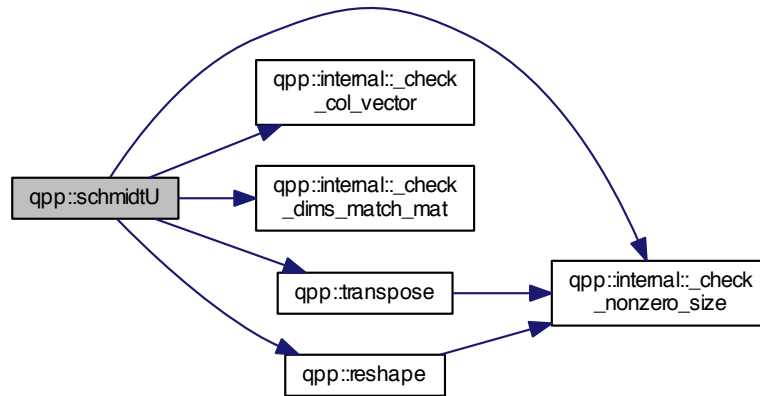 qpp::internal::_check
_col_vector
qpp::schmidtU
qpp::internal::_check
_dims_match_mat
qpp::transpose
qpp::internal::_check
_nonzero_size
qpp::reshape